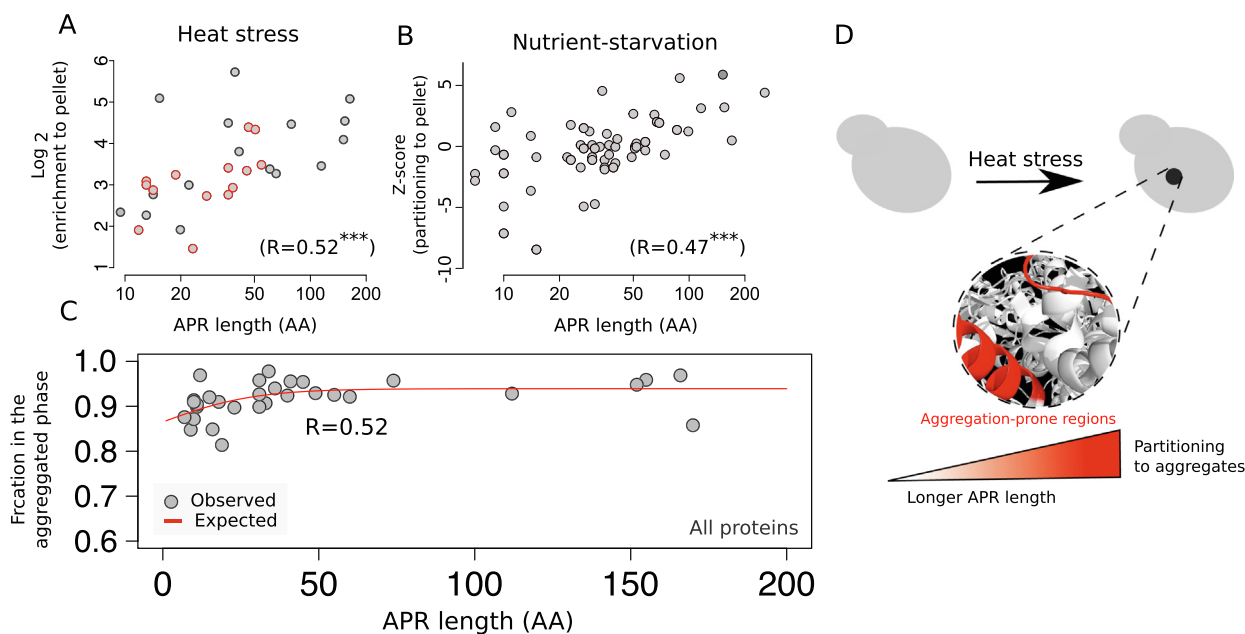 A
Heat stress
Log 2
(enrichment to pellet)
6
5
4
3
2
1
(R=0.52***)
10 20 50 100 200
APR length (AA)
B
Nutrient-starvation
Z-score
(partitioning to pellet)
5
0
-5
-10
(R=0.47***)
10 20 50 100 200
APR length (AA)
C
Frcation in the
aggreggated phase
1.0
0.9
0.8
0.7
0.6
R=0.52
Observed
Expected
All proteins
0 50 100 150 200
APR length (AA)
D
Heat stress
Aggregation-prone regions
Partitioning
to aggregates
Longer APR length